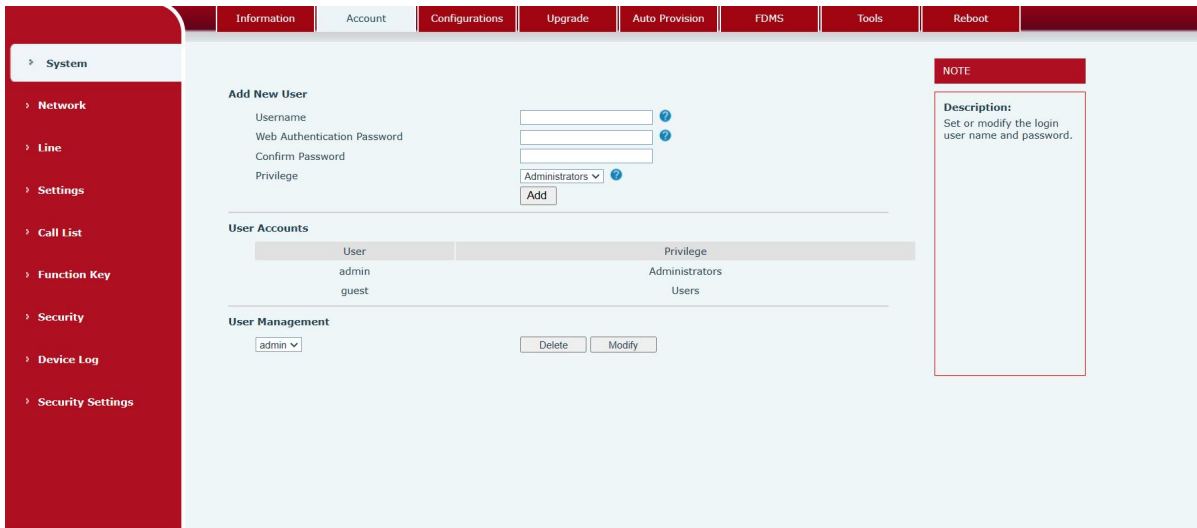 Information Account Configurations Upgrade Auto Provision FDMS Tools Reboot
System
Network
Line
Settings
Call List
Function Key
Security
Device Log
Security Settings
Add New User
Username ?
Web Authentication Password ?
Confirm Password
Privilege Administrators ?
Add
User Accounts
User Privilege
admin Administrators
guest Users
User Management
admin Delete Modify
NOTE
Description:
Set or modify the login
user name and password.